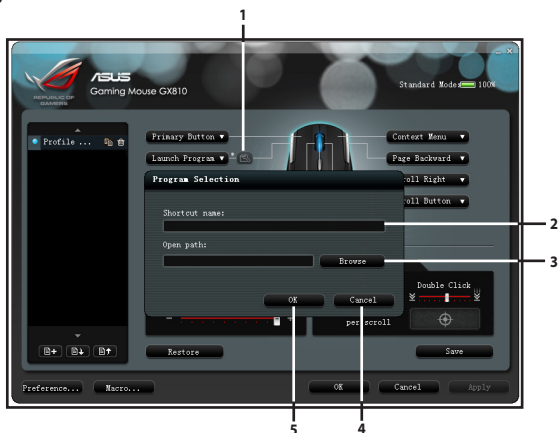 1
ASUS
Gaming Mouse GX810
REPUBLIC OF
GAMERS
Standard Mode: 100%
Profile ...
Primary Button
Context Menu
Launch Program
Page Backward
Program Selection
roll Right
Shortcut name:
roll Button
2
Open path:
Browse
3
Double Click
OK
Cancel
per scroll
Restore
Save
Preference...
Macro...
OK
Cancel
Apply
5
4